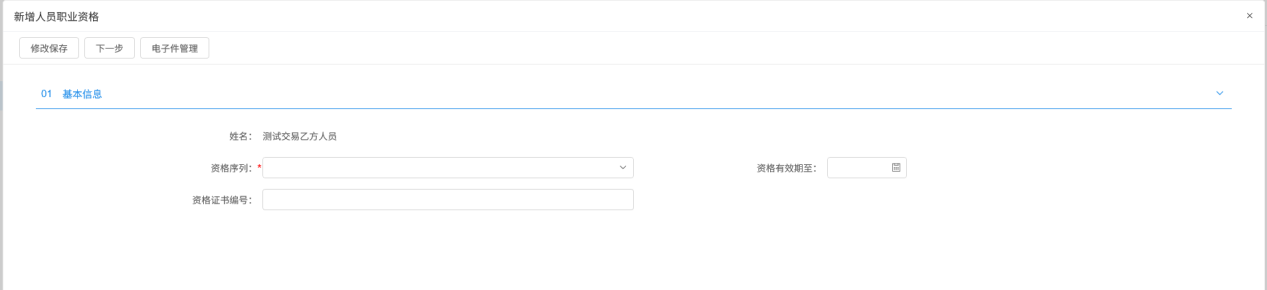 新增人员职业资格 ×
修改保存 下一步 电子件管理
01 基本信息
姓名： 测试交易乙方人员
资格序列：* 资格有效期至：
资格证书编号：